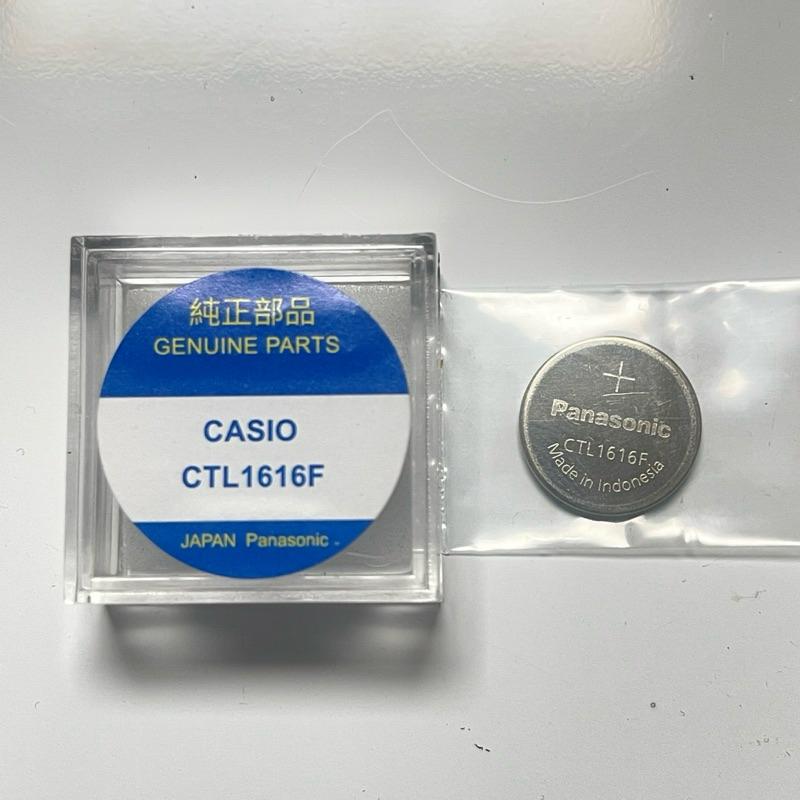 純正部品
GENUINE PARTS
CASIO
CTL1616F
JAPAN Panasonic
+
Panasonic
CTL1616F
Made in Indonesia